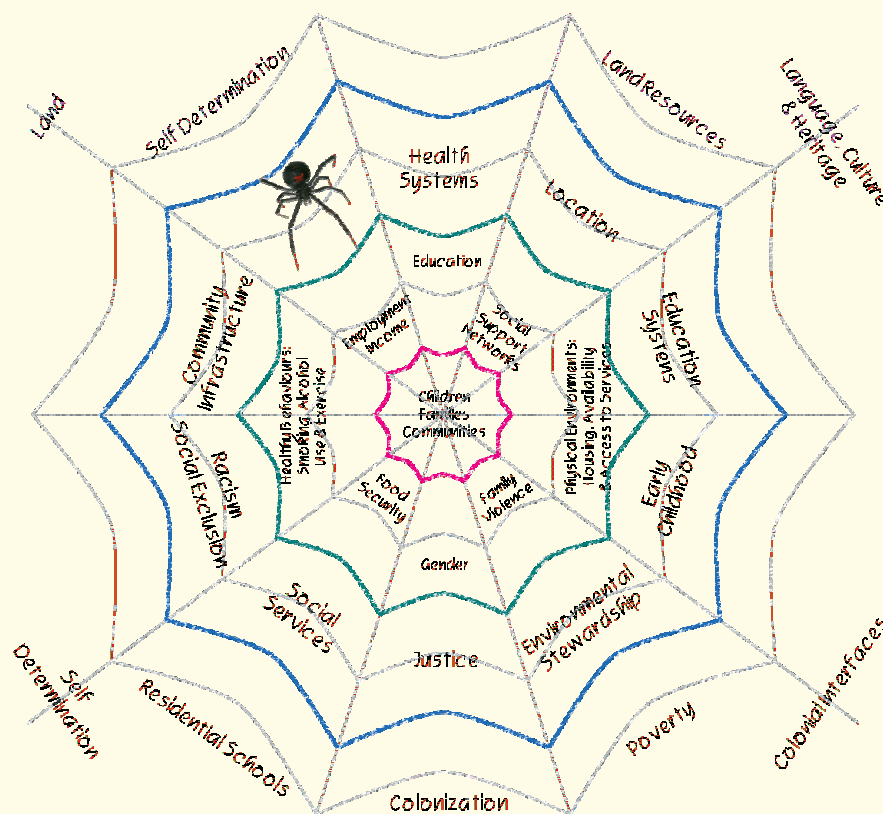 Land
Self Determination
Land Resources
Language, Culture
& Heritage
Health
Systems
Location
Education
Employment
Income
Social
Support
Networks
Community
Infrastructure
Healthy Behaviours:
Smoking, Alcohol
Use & Exercise
Children
Families
Communities
Physical Environments:
Housing, Availability
& Access to Services
Education
Systems
Racism
Social Exclusion
Food
Security
Family
Violence
Early
Childhood
Gender
Social
Services
Justice
Environmental
Stewardship
Self
Determination
Residential Schools
Colonization
Poverty
Colonial Interfaces